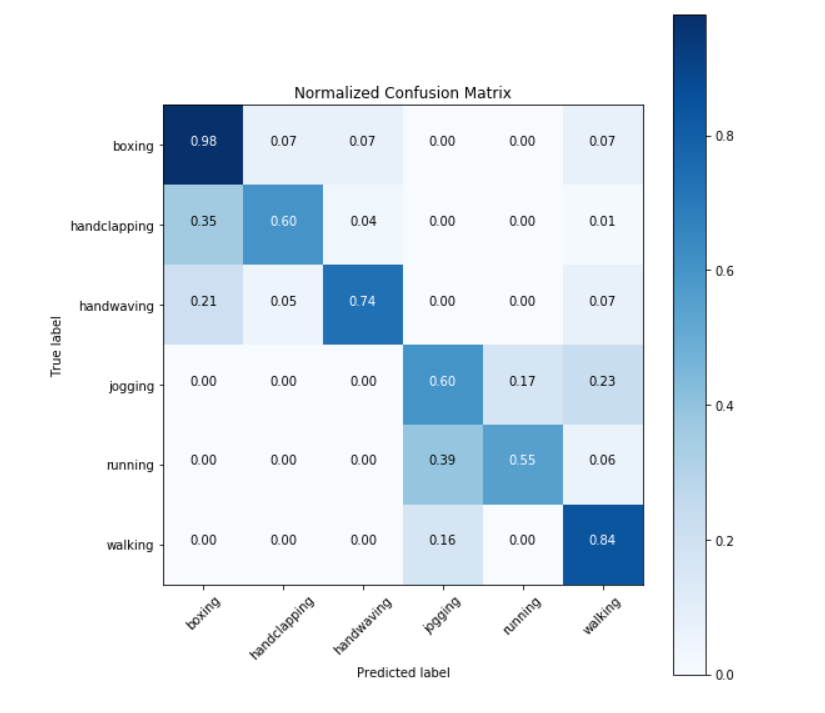 Normalized Confusion Matrix
boxing 0.98 0.07 0.07 0.00 0.00 0.07
handclapping 0.35 0.60 0.04 0.00 0.00 0.01
handwaving 0.21 0.05 0.74 0.00 0.00 0.07
jogging 0.00 0.00 0.00 0.60 0.17 0.23
running 0.00 0.00 0.00 0.39 0.55 0.06
walking 0.00 0.00 0.00 0.16 0.00 0.84
True label
boxing handclapping handwaving jogging running walking
Predicted label
0.8
0.6
0.4
0.2
0.0